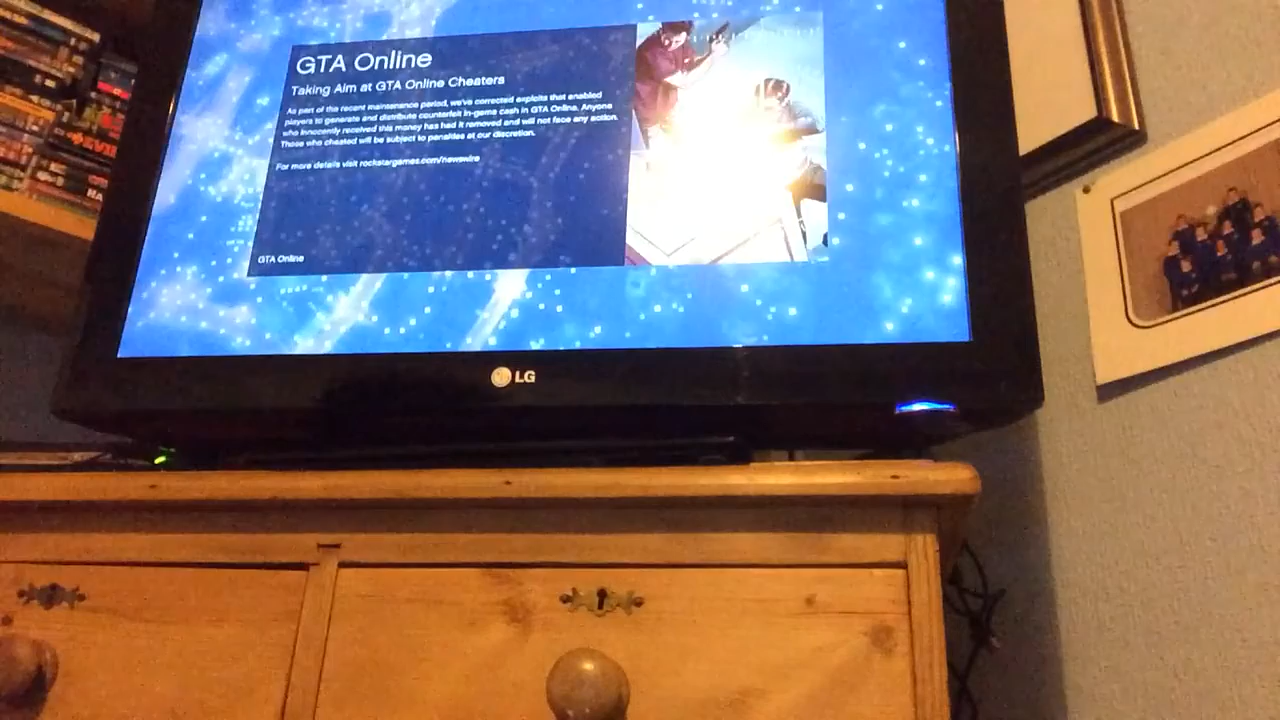 GTA Online
Taking Aim at GTA Online Cheaters
As part of the recent maintenance period, we've corrected exploits that enabled
players to generate and distribute counterfeit in-game cash in GTA Online. Anyone
who innocently received this money has had it removed and will not face any action.
Those who cheated will be subject to penalties at our discretion.
For more details visit rockstargames.com/newswire
GTA Online
LG